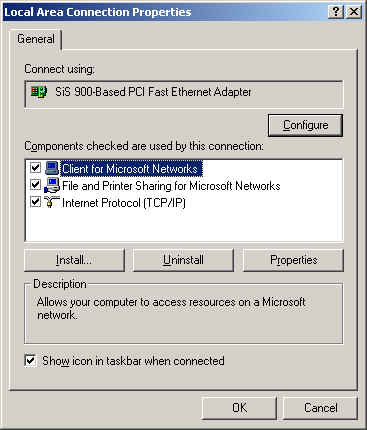 Local Area Connection Properties
General
Connect using:
SiS 900-Based PCI Fast Ethernet Adapter
Configure
Components checked are used by this connection:
Client for Microsoft Networks
File and Printer Sharing for Microsoft Networks
Internet Protocol (TCP/IP)
Install... Uninstall Properties
Description
Allows your computer to access resources on a Microsoft
network.
Show icon in taskbar when connected
OK Cancel